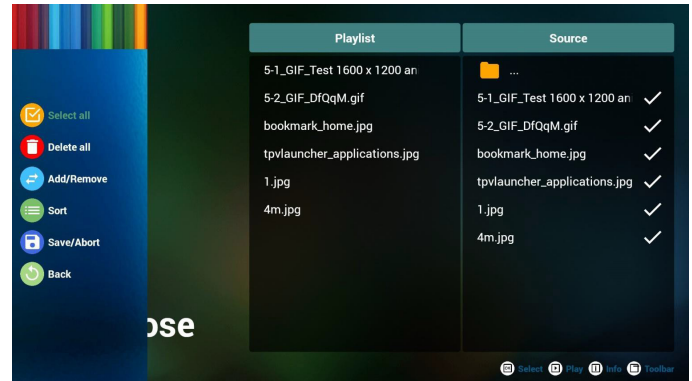 Playlist
Source
5-1_GIF_Test 1600 x 1200 an
5-2_GIF_DfQqM.gif
bookmark_home.jpg
tpvlauncher_applications.jpg
1.jpg
4m.jpg
...
5-1_GIF_Test 1600 x 1200 an
5-2_GIF_DfQqM.gif
bookmark_home.jpg
tpvlauncher_applications.jpg
1.jpg
4m.jpg
Select all
Delete all
Add/Remove
Sort
Save/Abort
Back
ose
Select Play Info Toolbar